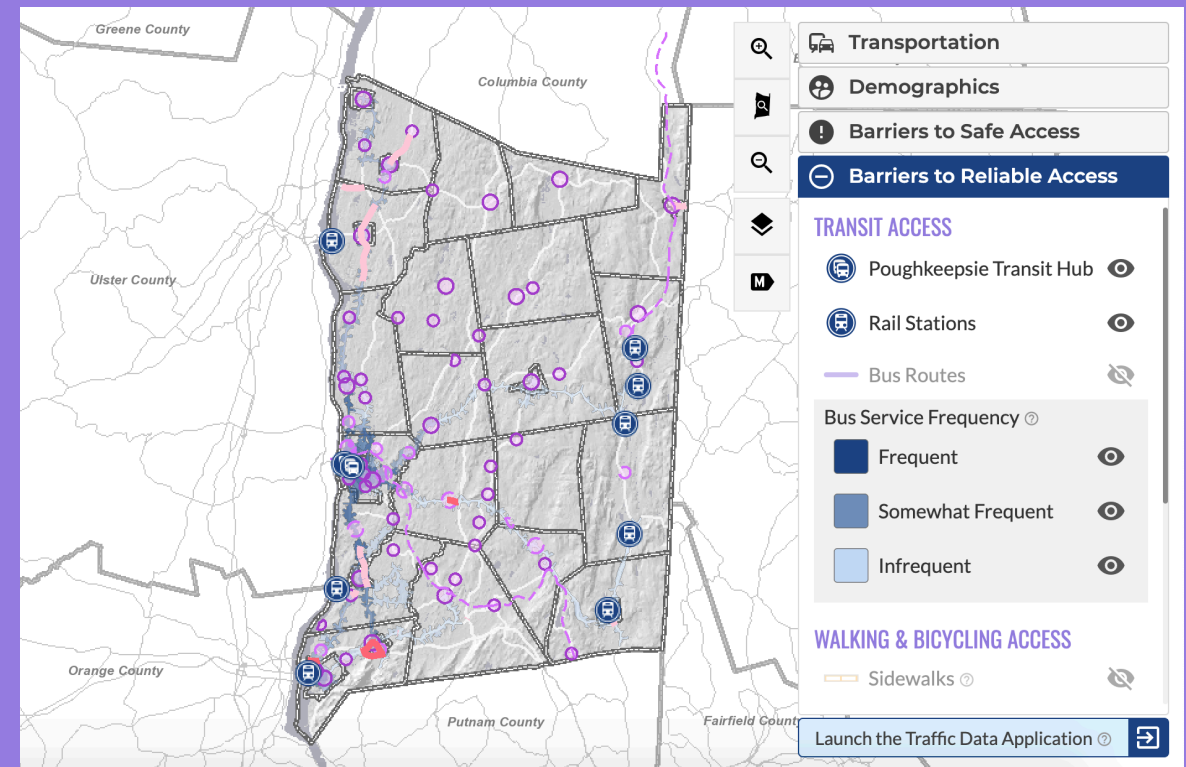 Greene County
Columbia County
Ulster County
Orange County
Putnam County
Fairfield Count
M
Transportation
Demographics
Barriers to Safe Access
Barriers to Reliable Access
TRANSIT ACCESS
Poughkeepsie Transit Hub
Rail Stations
Bus Routes
Bus Service Frequency ?
Frequent
Somewhat Frequent
Infrequent
WALKING & BICYCLING ACCESS
Sidewalks ?
Launch the Traffic Data Application ?